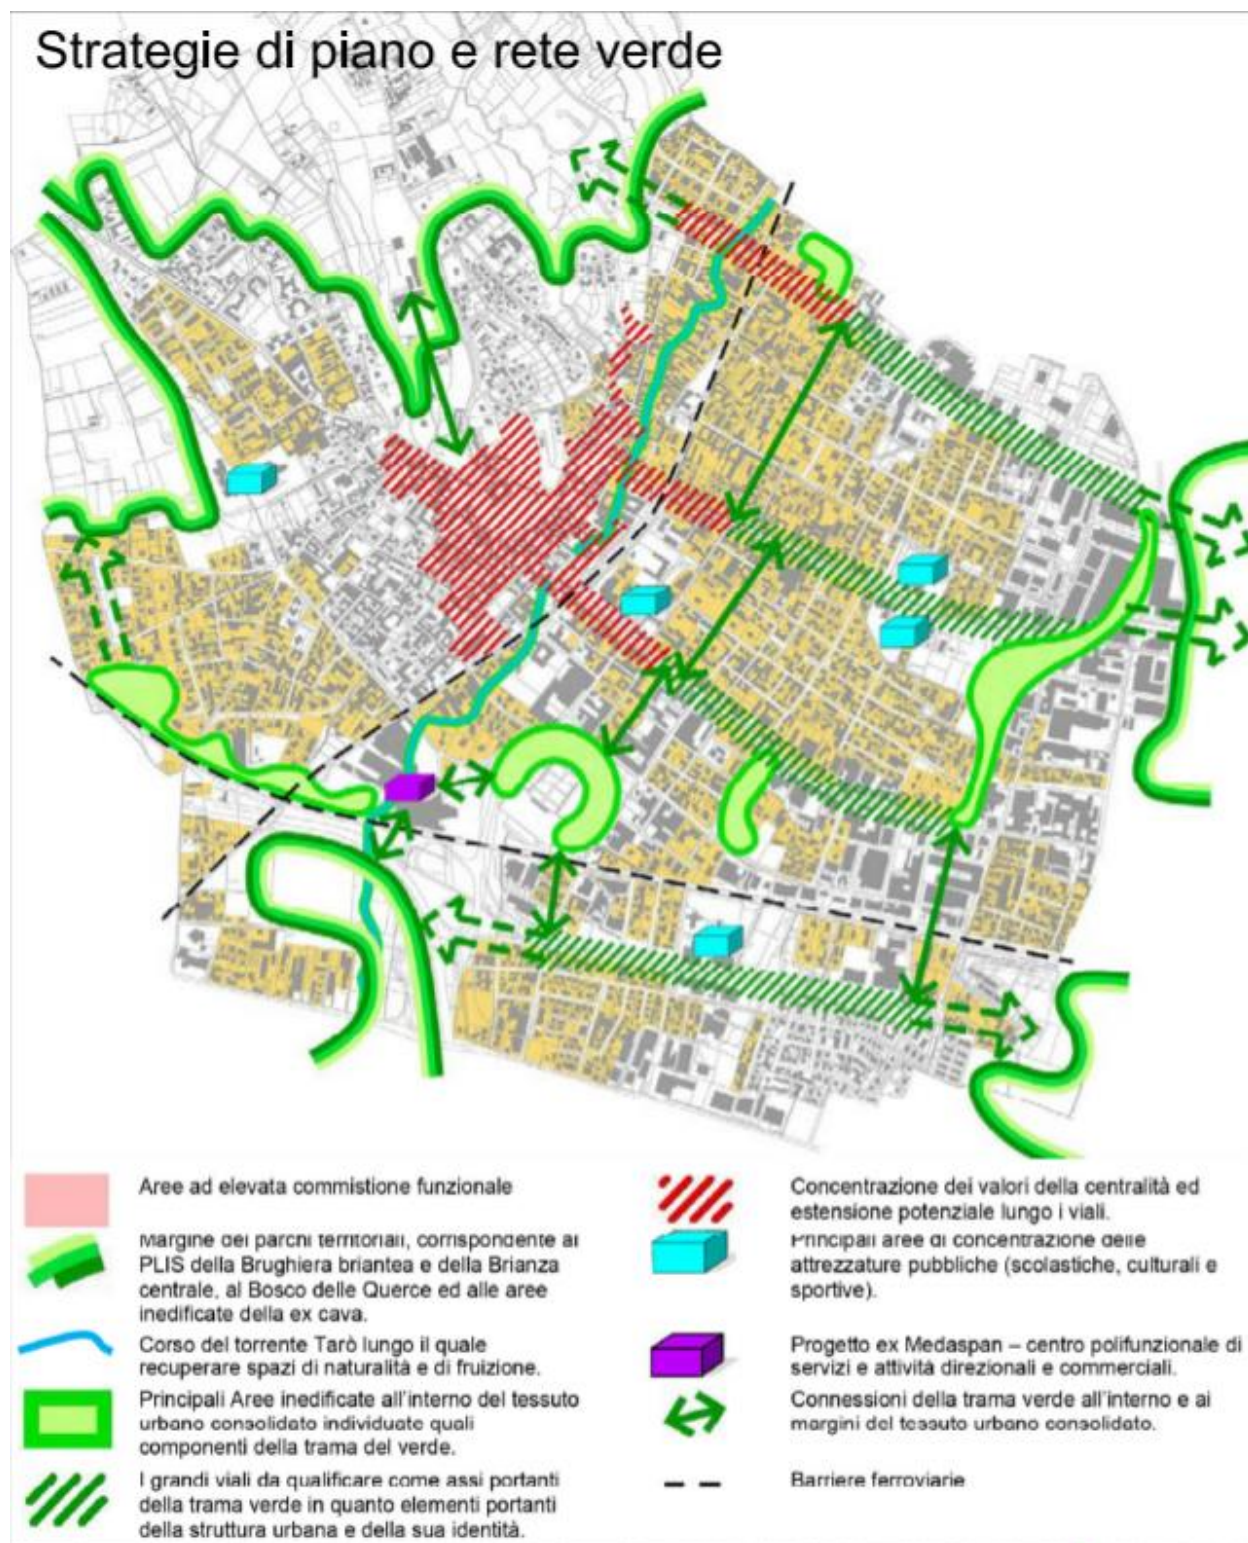 Strategie di piano e rete verde
Aree ad elevata commistione funzionale
Margine dei parchi territoriali, corrispondente ai
PLIS della Brughiera briantea e della Brianza
centrale, al Bosco delle Querce ed alle aree
inedificate della ex cava.
Corso del torrente Tarò lungo il quale
recuperare spazi di naturalità e di fruizione.
Principali Aree inedificate all'interno del tessuto
urbano consolidato individuate quali
componenti della trama del verde.
I grandi viali da qualificare come assi portanti
della trama verde in quanto elementi portanti
della struttura urbana e della sua identità.
Concentrazione dei valori della centralità ed
estensione potenziale lungo i viali.
Principali aree di concentrazione delle
attrezzature pubbliche (scolastiche, culturali e
sportive).
Progetto ex Medaspan – centro polifunzionale di
servizi e attività direzionali e commerciali.
Connessioni della trama verde all'interno e ai
margini del tessuto urbano consolidato.
Barriere ferroviarie